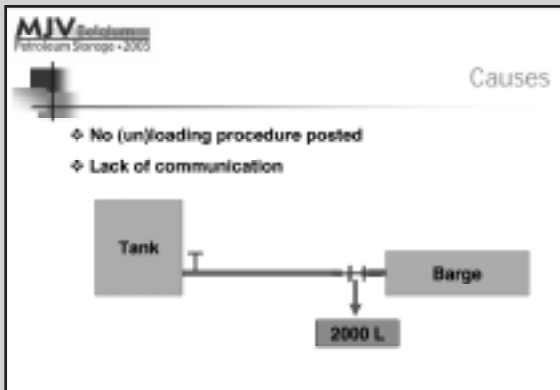 MJV Belgium
Petroleum Storage • 2005
Causes
❖ No (un)loading procedure posted
❖ Lack of communication
Tank
Barge
2000 L